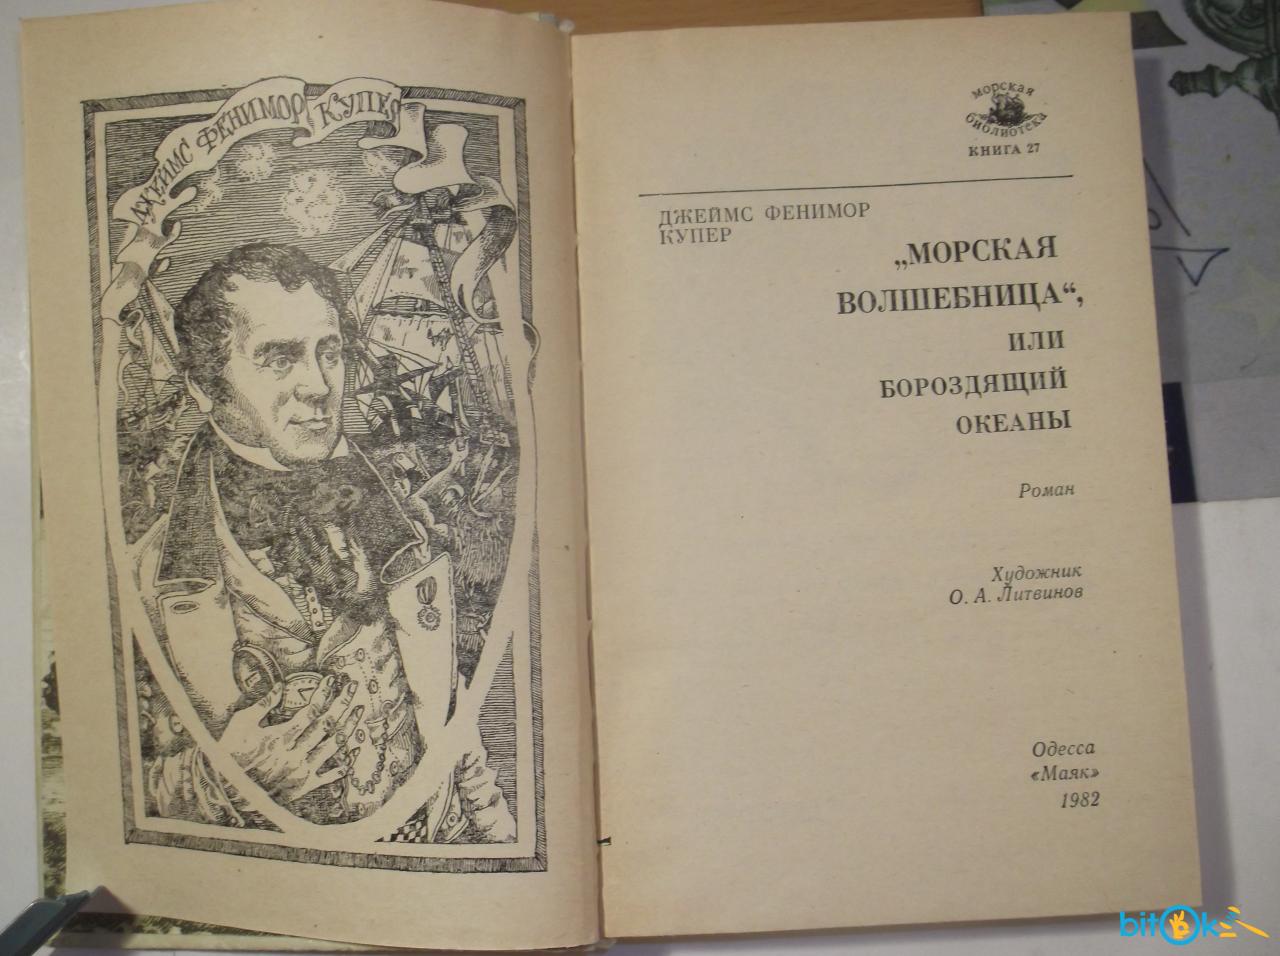 ДЖЕЙМС ФЕНИМОР КУПЕР
морская
библиотека
КНИГА 27
ДЖЕЙМС ФЕНИМОР
КУПЕР
„МОРСКАЯ
ВОЛШЕБНИЦА“,
ИЛИ
БОРОЗДЯЩИЙ
ОКЕАНЫ
Роман
Художник
О. А. Литвинов
Одесса
«Маяк»
1982
bitOk